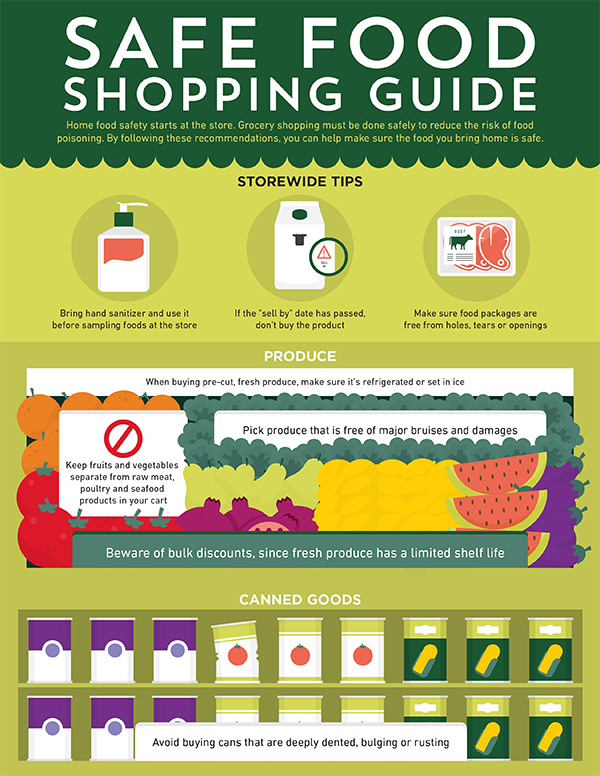 SAFE FOOD
SHOPPING GUIDE
Home food safety starts at the store. Grocery shopping must be done safely to reduce the risk of food
poisoning. By following these recommendations, you can help make sure the food you bring home is safe.
STOREWIDE TIPS
SELL
BY
BEEF
Bring hand sanitizer and use it
before sampling foods at the store
If the "sell by" date has passed,
don't buy the product
Make sure food packages are
free from holes, tears or openings
PRODUCE
When buying pre-cut, fresh produce, make sure it's refrigerated or set in ice
Pick produce that is free of major bruises and damages
Keep fruits and vegetables
separate from raw meat,
poultry and seafood
products in your cart
Beware of bulk discounts, since fresh produce has a limited shelf life
CANNED GOODS
Avoid buying cans that are deeply dented, bulging or rusting